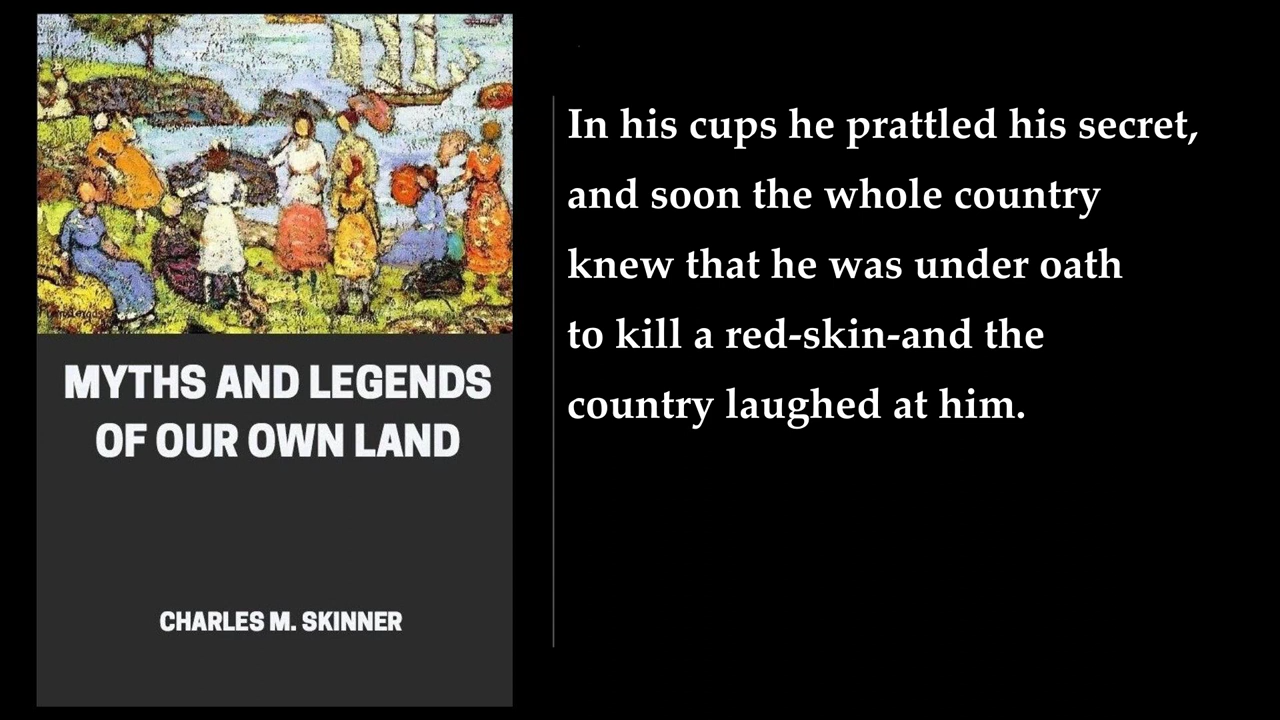 MYTHS AND LEGENDS
OF OUR OWN LAND
CHARLES M. SKINNER
In his cups he prattled his secret,
and soon the whole country
knew that he was under oath
to kill a red-skin-and the
country laughed at him.